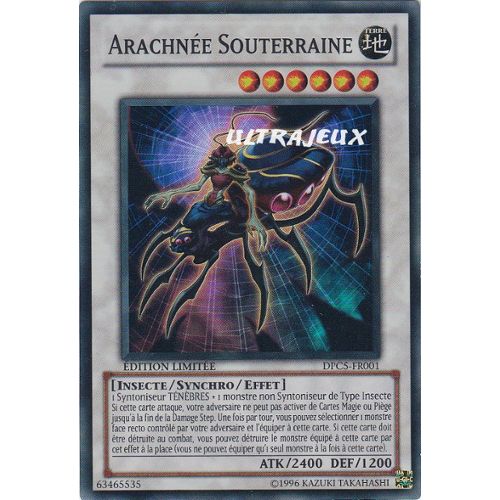 ARACHNÉE SOUTERRAINE
TERRE
地
ULTRAJEUX
ÉDITION LIMITÉE
DPC5-FR001
[INSECTE/SYNCHRO/EFFET]
1 Syntoniseur TÉNÈBRES + 1 monstre non Syntoniseur de Type Insecte
Si cette carte attaque, votre adversaire ne peut pas activer de Cartes Magie ou Piège
jusqu'à la fin de la Damage Step. Une fois par tour, vous pouvez sélectionner 1 monstre
face recto contrôlé par votre adversaire et l'équiper à cette carte. Si cette carte doit
être détruite au combat, vous pouvez détruire le monstre équipé à cette carte par
cet effet à la place (vous ne pouvez équiper qu'1 seul monstre à la fois à cette carte).
ATK/2400 DEF/1200
63465535
©1996 KAZUKI TAKAHASHI